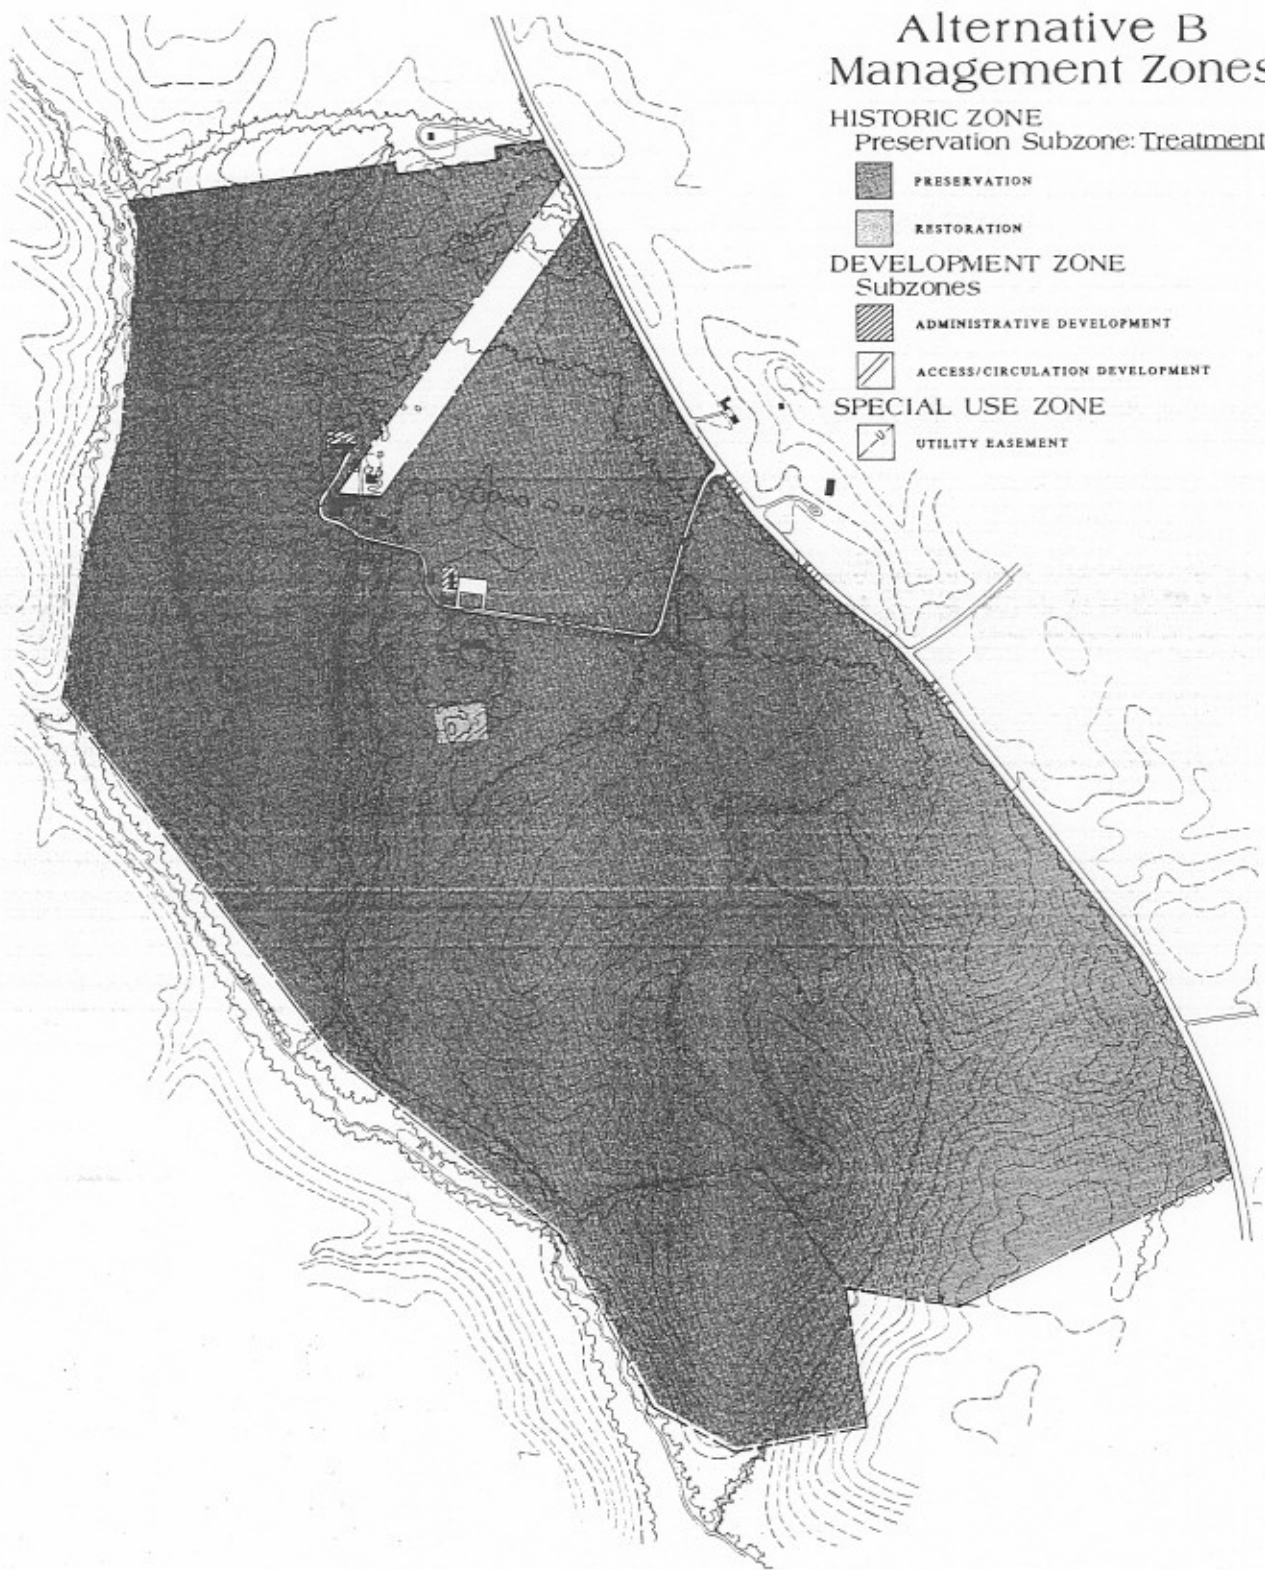 Alternative B
Management Zones
HISTORIC ZONE
Preservation Subzone: Treatment
PRESERVATION
RESTORATION
DEVELOPMENT ZONE
Subzones
ADMINISTRATIVE DEVELOPMENT
ACCESS/CIRCULATION DEVELOPMENT
SPECIAL USE ZONE
UTILITY EASEMENT